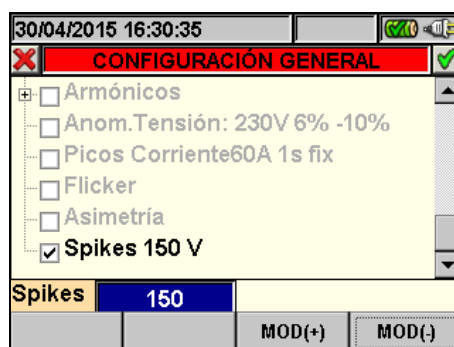 30/04/2015 16:30:35
CONFIGURACIÓN GENERAL
Armónicos
Anom.Tensión: 230V 6% -10%
Picos Corriente60A 1s fix
Flicker
Asimetría
Spikes 150 V
Spikes 150
MOD(+) MOD(-)